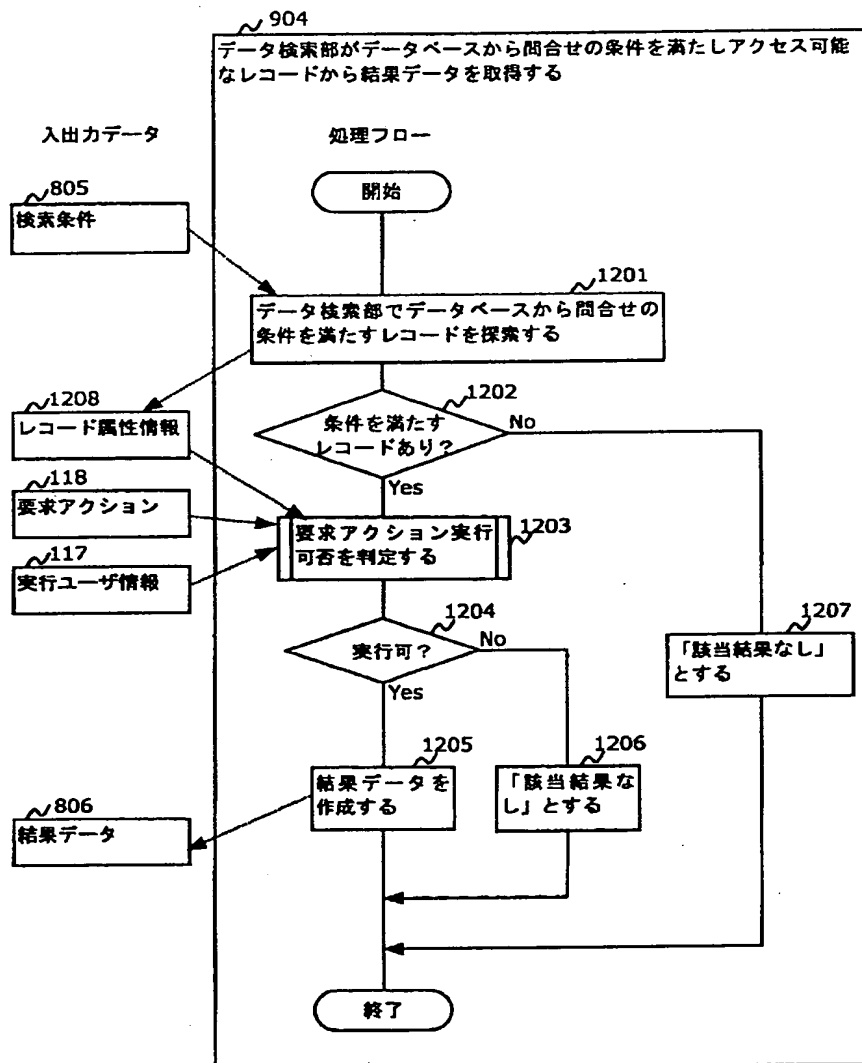 904
データ検索部がデータベースから問合せの条件を満たしアクセス可能
なレコードから結果データを取得する
入出力データ
処理フロー
開始
805
検索条件
1201
データ検索部でデータベースから問合せの
条件を満たすレコードを探索する
1202
条件を満たす
レコードあり?
No
Yes
1208
レコード属性情報
118
要求アクション
117
実行ユーザ情報
1203
要求アクション実行
可否を判定する
1204
実行可?
No
Yes
1207
「該当結果なし」
とする
1205
結果データを
作成する
1206
「該当結果な
し」とする
806
結果データ
終了